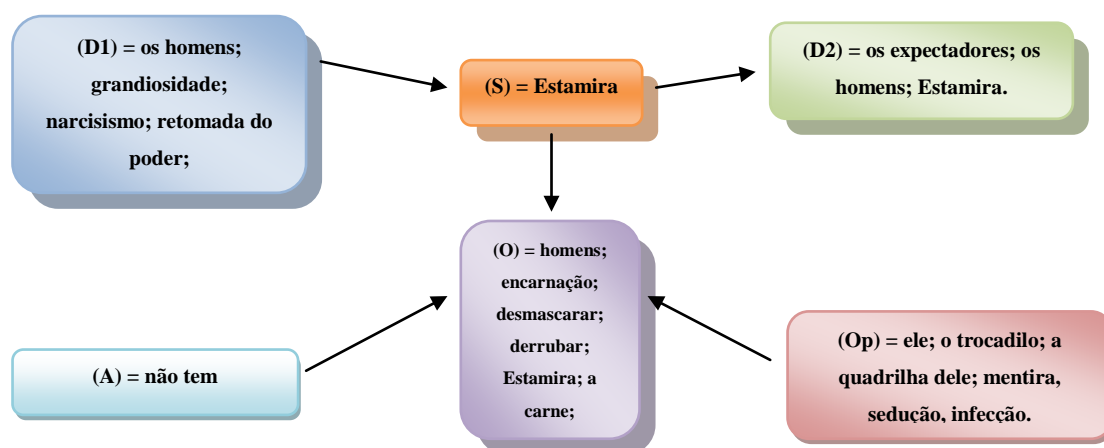 (D1) = os homens;
grandiosidade;
narcisismo; retomada do
poder;
(S) = Estamira
(D2) = os expectadores; os
homens; Estamira.
(O) = homens;
encarnação;
desmascarar;
derrubar;
Estamira; a
carne;
(A) = não tem
(Op) = ele; o trocadilo; a
quadrilha dele; mentira,
sedução, infecção.